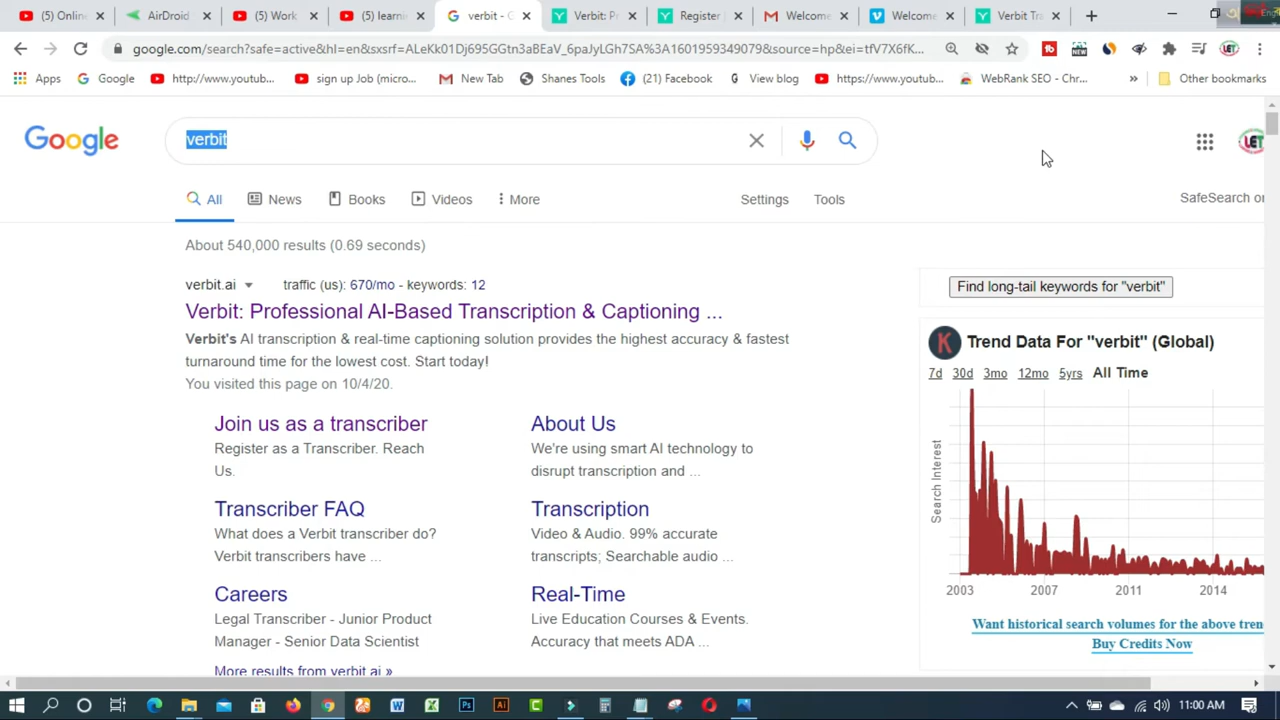 (5) Onlin
AirDroi
(5) Work
(5) learni
verbit - G
Verbit: P
Register
Welcom
Welcome
Verbit Tra
google.com/search?safe=active&hl=en&sxsrf=ALeKk01Dj695GGtn3aBEaV_6paJyLGh7SA%3A1601959349079&source=hp&ei=tfV7X6fK...
Apps
Google
http://www.youtub...
sign up Job (micro...
New Tab
Shanes Tools
(21) Facebook
View blog
https://www.youtub...
WebRank SEO - Chr...
»
Other bookmarks
Google
verbit
LET
All
News
Books
Videos
More
Settings
Tools
SafeSearch on
About 540,000 results (0.69 seconds)
verbit.ai
traffic (us): 670/mo - keywords: 12
Verbit: Professional AI-Based Transcription & Captioning ...
Verbit's AI transcription & real-time captioning solution provides the highest accuracy & fastest
turnaround time for the lowest cost. Start today!
You visited this page on 10/4/20.
Join us as a transcriber
Register as a Transcriber. Reach
Us.
About Us
We're using smart AI technology to
disrupt transcription and ...
Transcriber FAQ
What does a Verbit transcriber do?
Verbit transcribers have ...
Transcription
Video & Audio. 99% accurate
transcripts; Searchable audio ...
Careers
Legal Transcriber - Junior Product
Manager - Senior Data Scientist
Real-Time
Live Education Courses & Events.
Accuracy that meets ADA ...
More results from verbit.ai »
Find long-tail keywords for "verbit"
K
Trend Data For "verbit" (Global)
7d
30d
3mo
12mo
5yrs
All Time
Search Interest
2003
2007
2011
2014
Want historical search volumes for the above tren
Buy Credits Now
11:00 AM